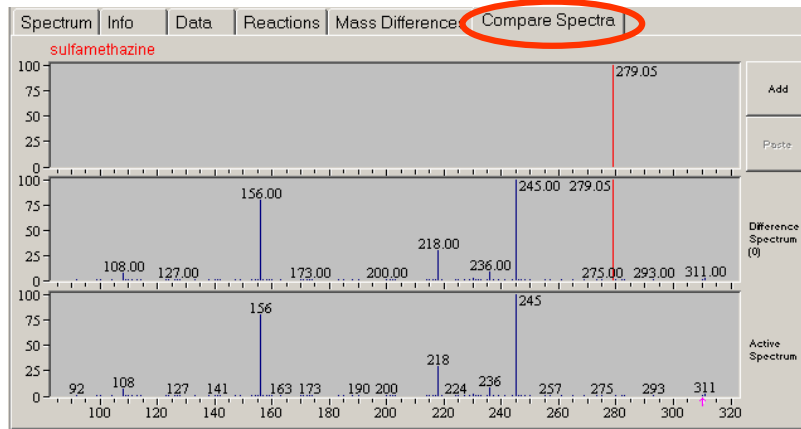 Spectrum Info Data Reactions Mass Differences Compare Spectra
sulfamethazine
100
75
50
25
0
279.05
Add
Paste
100
75
50
25
0
156.00 245.00 279.05
218.00
108.00 127.00 173.00 200.00 236.00 275.00 293.00 311.00
Difference
Spectrum
(0)
100
75
50
25
0
156 245
218
92 108 127 141 163 173 190 200 224 236 257 275 293 311
Active
Spectrum
100 120 140 160 180 200 220 240 260 280 300 320